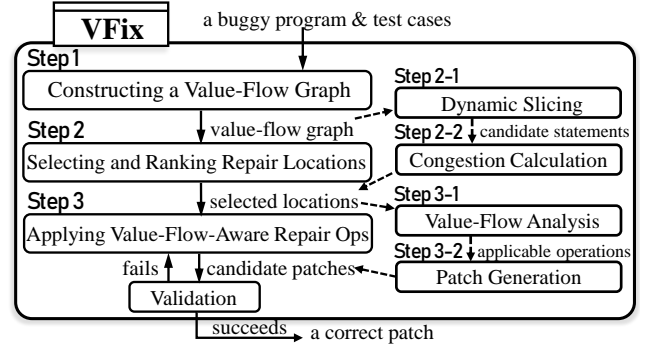 VFix
a buggy program & test cases
Step 1
Constructing a Value-Flow Graph
value-flow graph
Step 2
Selecting and Ranking Repair Locations
selected locations
Step 3
Applying Value-Flow-Aware Repair Ops
fails
candidate patches
Validation
succeeds
a correct patch
Step 2-1
Dynamic Slicing
Step 2-2
candidate statements
Congestion Calculation
Step 3-1
Value-Flow Analysis
Step 3-2
applicable operations
Patch Generation